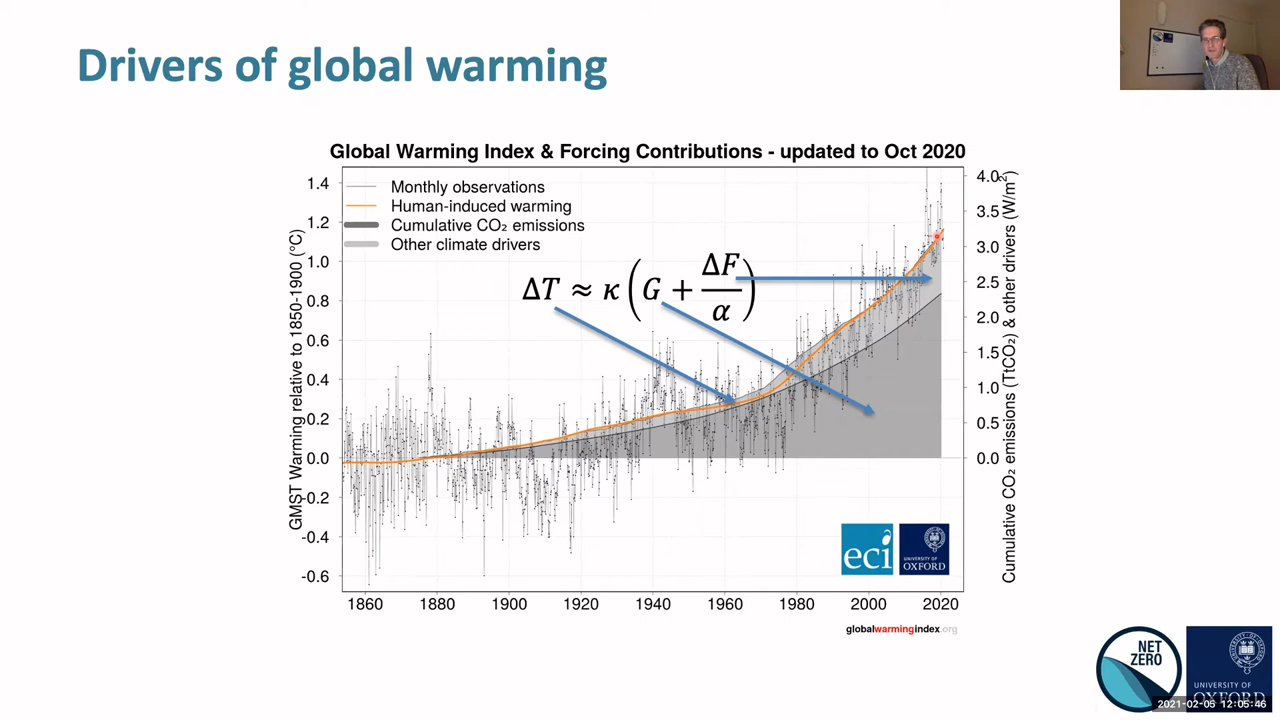 Drivers of global warming
Global Warming Index & Forcing Contributions - updated to Oct 2020
Monthly observations
Human-induced warming
Cumulative CO₂ emissions
Other climate drivers
ΔT ≈ κ (G + ΔF/α)
GMST Warming relative to 1850-1900 (°C)
1.4
1.2
1.0
0.8
0.6
0.4
0.2
0.0
-0.2
-0.4
-0.6
4.0
3.5
3.0
2.5
2.0
1.5
1.0
0.5
0.0
Cumulative CO₂ emissions (TtCO₂) & other drivers (W/m²)
1860 1880 1900 1920 1940 1960 1980 2000 2020
eci
UNIVERSITY OF
OXFORD
globalwarmingindex.org
NET
ZERO
UNIVERSITY OF
OXFORD
2021-02-05 12:05:46